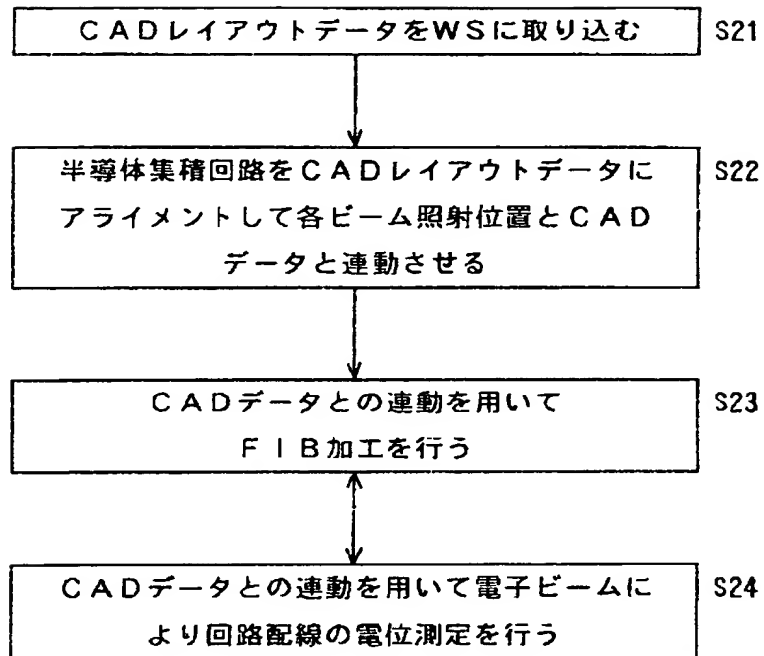 CADレイアウトデータをWSに取り込む S21
半導体集積回路をCADレイアウトデータに S22
アライメントして各ビーム照射位置とCAD
データと連動させる
CADデータとの連動を用いて S23
FIB加工を行う
CADデータとの連動を用いて電子ビームに S24
より回路配線の電位測定を行う